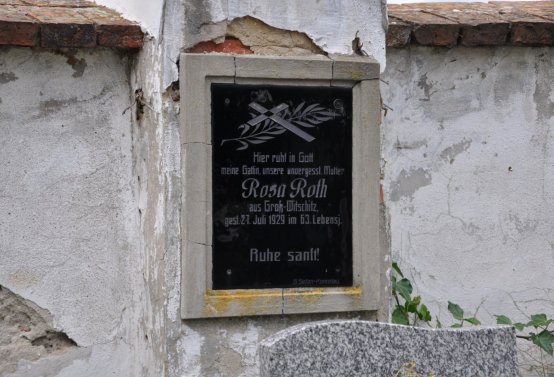 Hier ruht in Gott
meine Gattin, unsere unvergessl. Mutter
Rosa Roth
aus Groß-Witschitz,
gest. 27. Juli 1929 im 63. Lebensj.
Ruhe sanft!